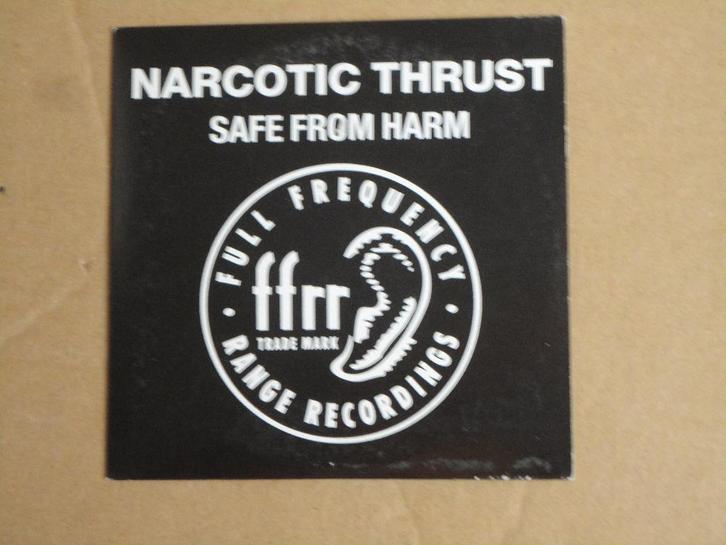 NARCOTIC THRUST
SAFE FROM HARM
FULL FREQUENCY
ffrr
TRADE MARK
RANGE RECORDINGS